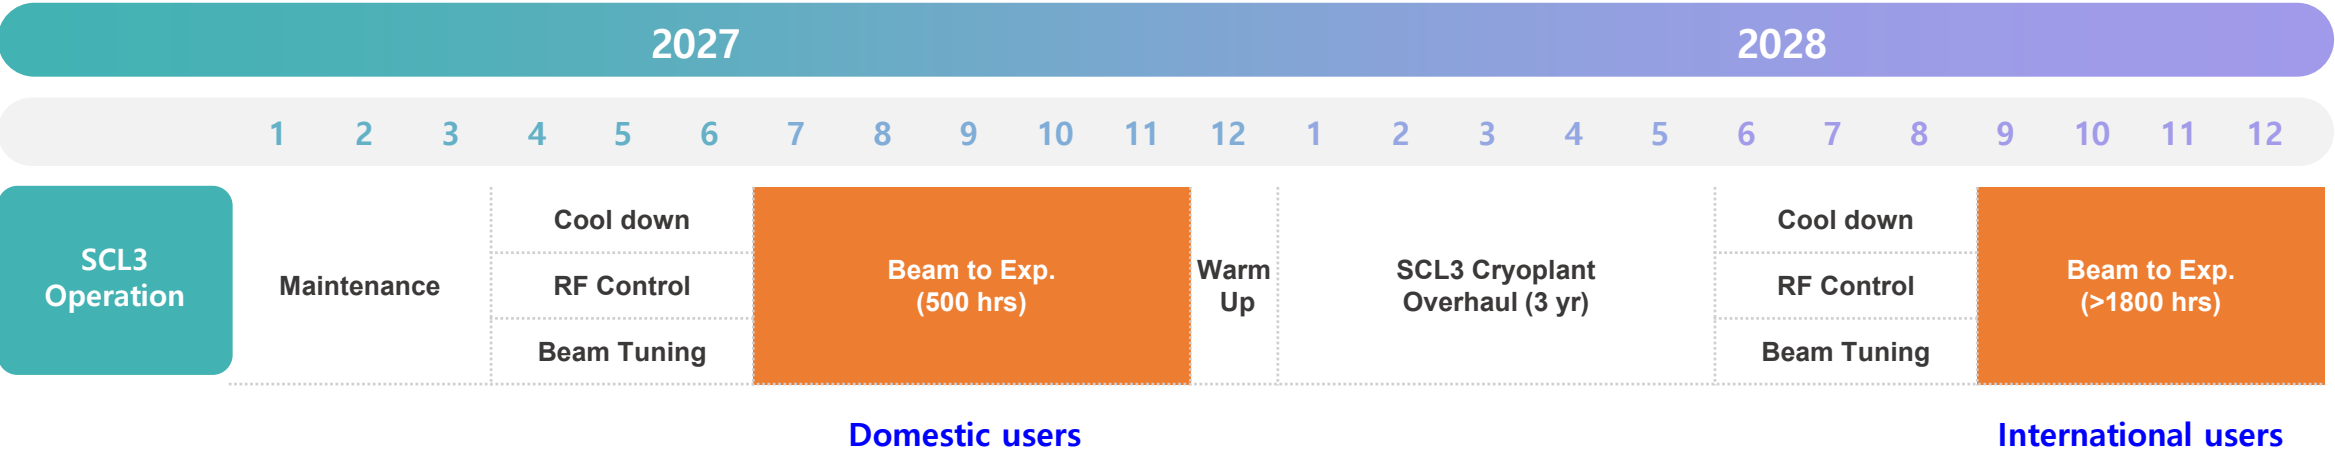 2027 2028
1 2 3 4 5 6 7 8 9 10 11 12 1 2 3 4 5 6 7 8 9 10 11 12
SCL3
Operation
Maintenance
Cool down
RF Control
Beam Tuning
Beam to Exp.
(500 hrs)
Warm
Up
SCL3 Cryoplant
Overhaul (3 yr)
Cool down
RF Control
Beam Tuning
Beam to Exp.
(>1800 hrs)
Domestic users
International users